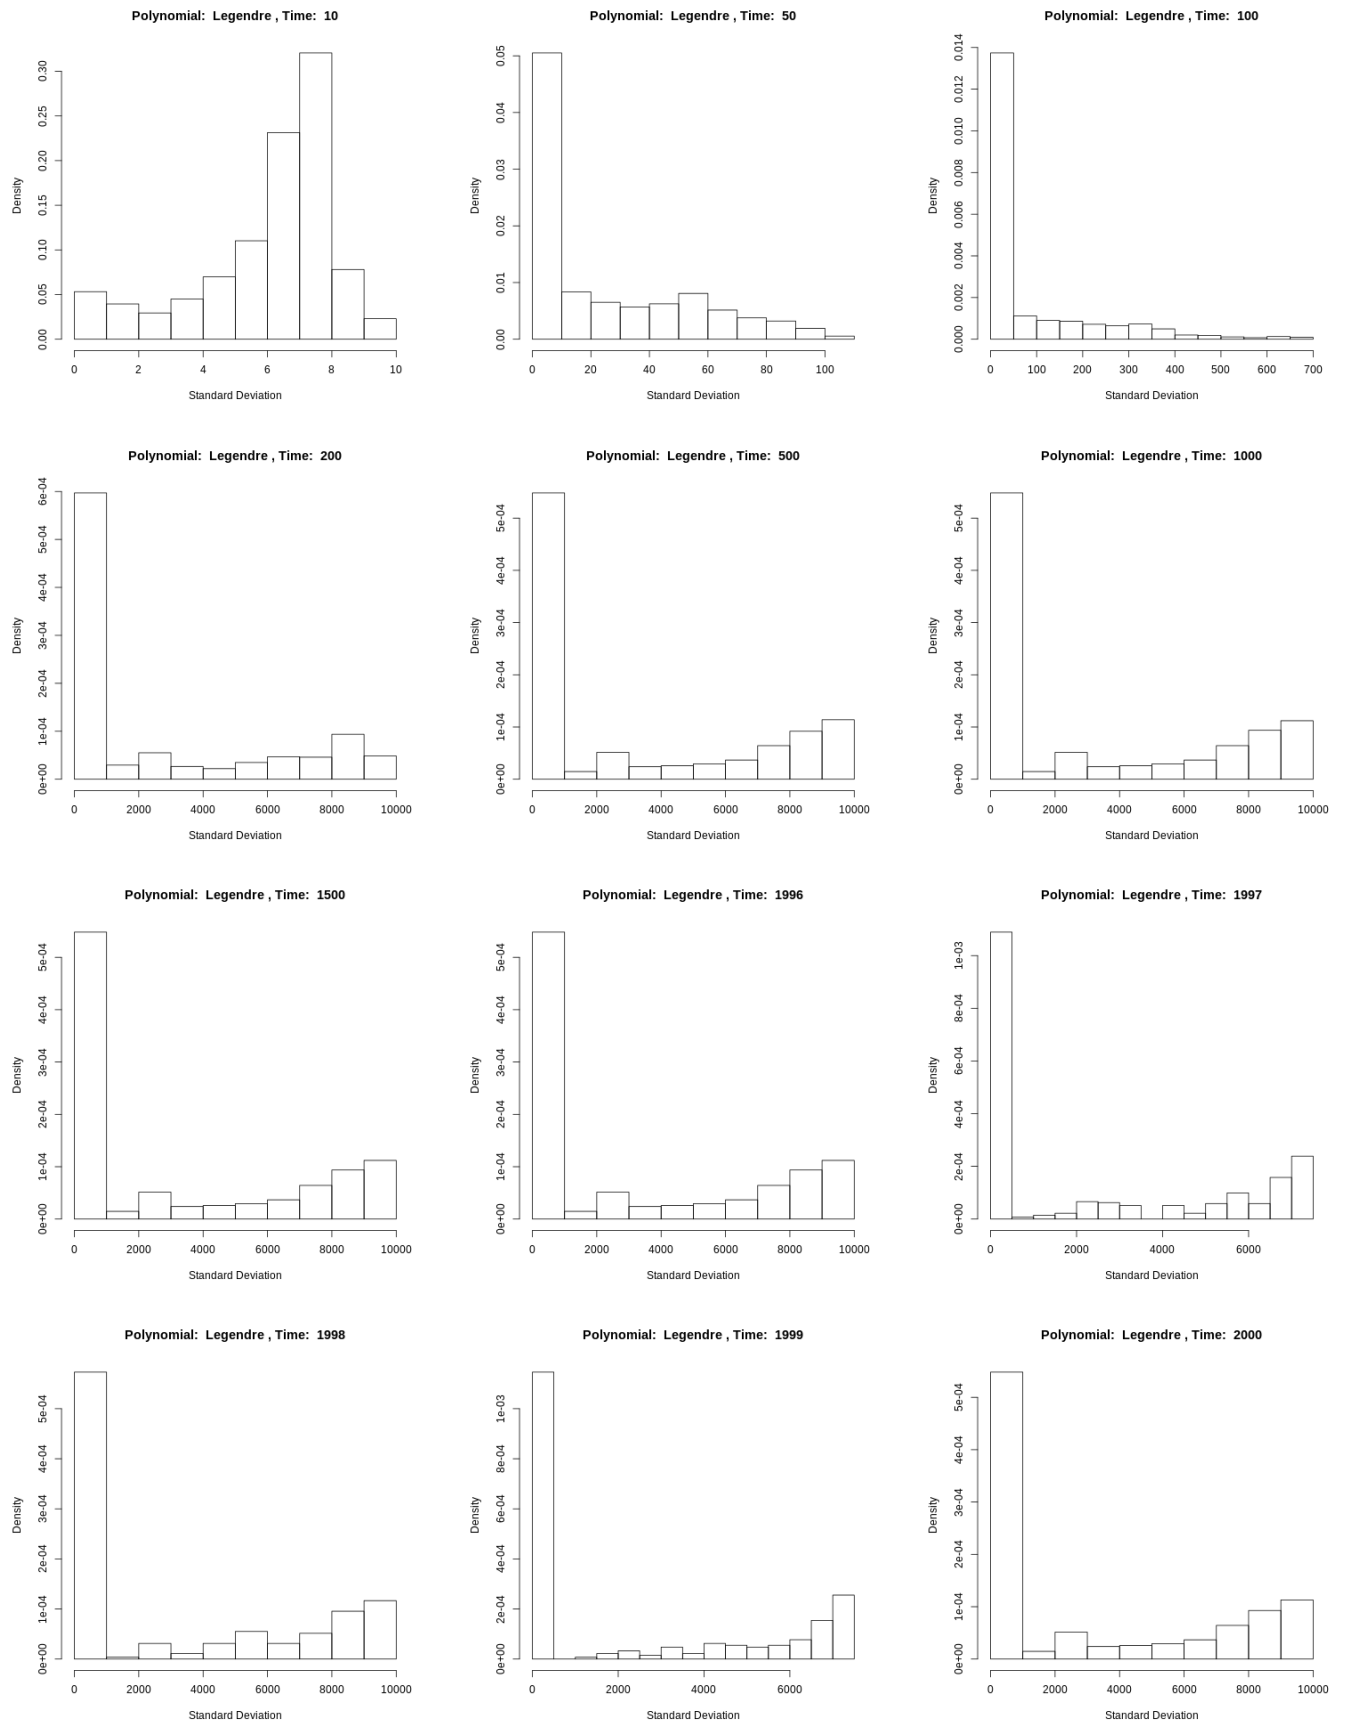 Polynomial:  Legendre , Time:  10
0.00 0.05 0.10 0.15 0.20 0.25 0.30
Density
0 2 4 6 8 10
Standard Deviation
Polynomial:  Legendre , Time:  50
0.00 0.01 0.02 0.03 0.04 0.05
Density
0 20 40 60 80 100
Standard Deviation
Polynomial:  Legendre , Time:  100
0.000 0.002 0.004 0.006 0.008 0.010 0.012 0.014
Density
0 100 200 300 400 500 600 700
Standard Deviation
Polynomial:  Legendre , Time:  200
0e+00 1e-04 2e-04 3e-04 4e-04 5e-04 6e-04
Density
0 2000 4000 6000 8000 10000
Standard Deviation
Polynomial:  Legendre , Time:  500
0e+00 1e-04 2e-04 3e-04 4e-04 5e-04
Density
0 2000 4000 6000 8000 10000
Standard Deviation
Polynomial:  Legendre , Time:  1000
0e+00 1e-04 2e-04 3e-04 4e-04 5e-04
Density
0 2000 4000 6000 8000 10000
Standard Deviation
Polynomial:  Legendre , Time:  1500
0e+00 1e-04 2e-04 3e-04 4e-04 5e-04
Density
0 2000 4000 6000 8000 10000
Standard Deviation
Polynomial:  Legendre , Time:  1996
0e+00 1e-04 2e-04 3e-04 4e-04 5e-04
Density
0 2000 4000 6000 8000 10000
Standard Deviation
Polynomial:  Legendre , Time:  1997
0e+00 2e-04 4e-04 6e-04 8e-04 1e-03
Density
0 2000 4000 6000
Standard Deviation
Polynomial:  Legendre , Time:  1998
0e+00 1e-04 2e-04 3e-04 4e-04 5e-04
Density
0 2000 4000 6000 8000 10000
Standard Deviation
Polynomial:  Legendre , Time:  1999
0e+00 2e-04 4e-04 6e-04 8e-04 1e-03
Density
0 2000 4000 6000
Standard Deviation
Polynomial:  Legendre , Time:  2000
0e+00 1e-04 2e-04 3e-04 4e-04 5e-04
Density
0 2000 4000 6000 8000 10000
Standard Deviation